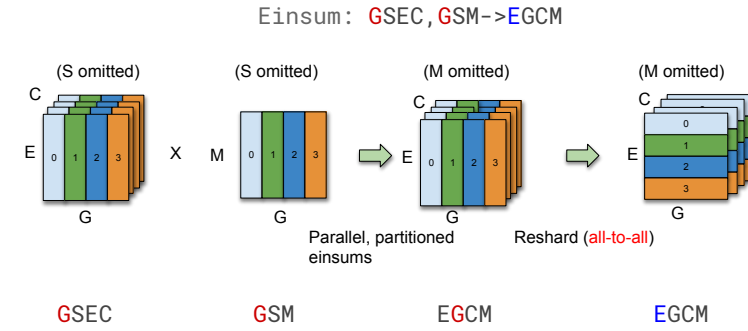 Einsum: GSEC,GSM->EGCM
(S omitted) (S omitted) (M omitted) (M omitted)
C C C
E 0 1 2 3 X M 0 1 2 3 E 0 1 2 3 E 0
1
2
3
G G G G
Parallel, partitioned einsums
Reshard (all-to-all)
GSEC GSM EGCM EGCM